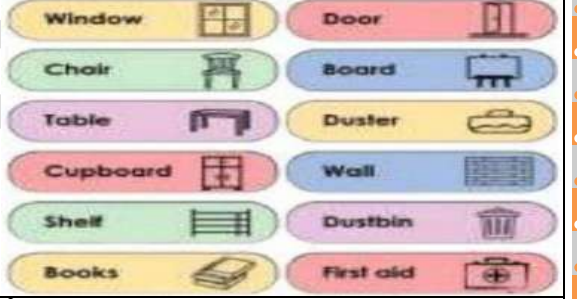 Window
Door
Chair
Board
Table
Duster
Cupboard
Wall
Shelf
Dustbin
Books
First aid